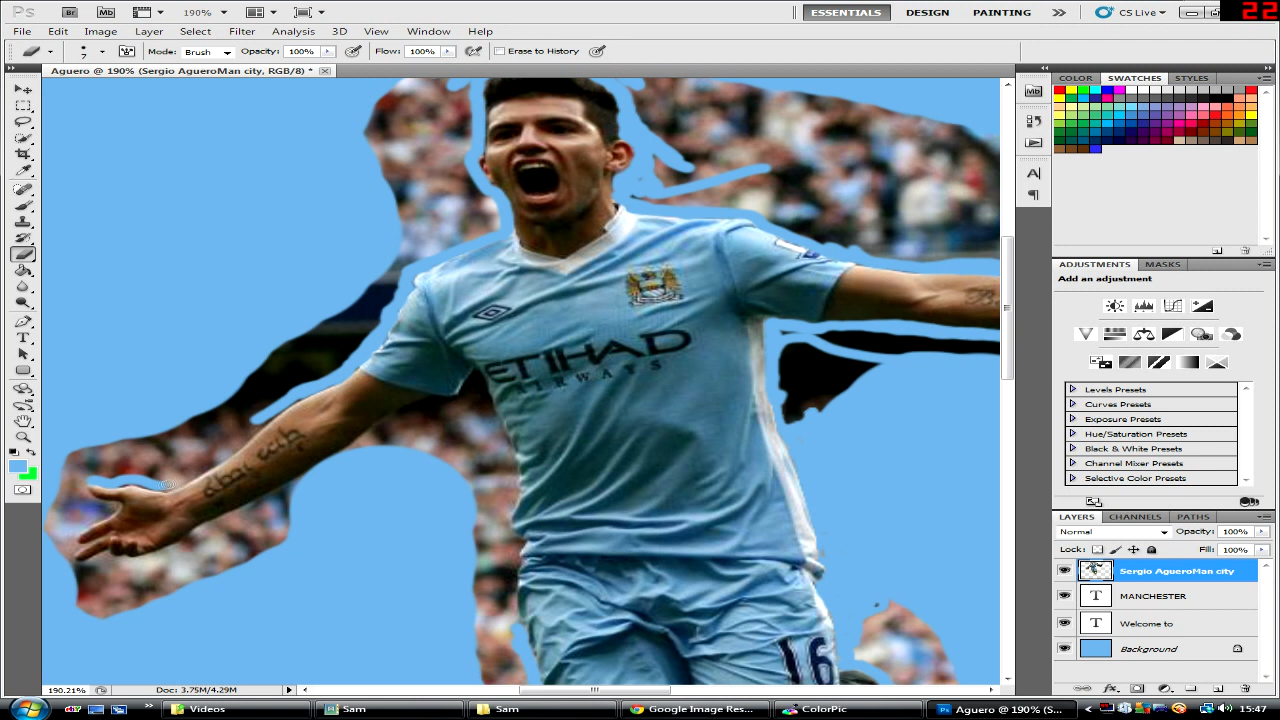 Ps Br Mb 190% ESSENTIALS DESIGN PAINTING CS Live 22
File Edit Image Layer Select Filter Analysis 3D View Window Help
7 Mode: Brush Opacity: 100% Flow: 100% Erase to History
Aguero @ 190% (Sergio AgueroMan city, RGB/8) *
COLOR SWATCHES STYLES
Mb
A
ADJUSTMENTS MASKS
Add an adjustment
ETIHAD
AIRWAYS
Levels Presets
Curves Presets
Exposure Presets
Hue/Saturation Presets
Black & White Presets
Channel Mixer Presets
Selective Color Presets
LAYERS CHANNELS PATHS
Normal Opacity: 100%
Lock: Fill: 100%
Sergio AgueroMan city
T MANCHESTER
T Welcome to
Background
16
190.21% Doc: 3.75M/4.29M
Videos Sam Sam Google Image Res... ColorPic Ps Aguero @ 190% (S... 15:47